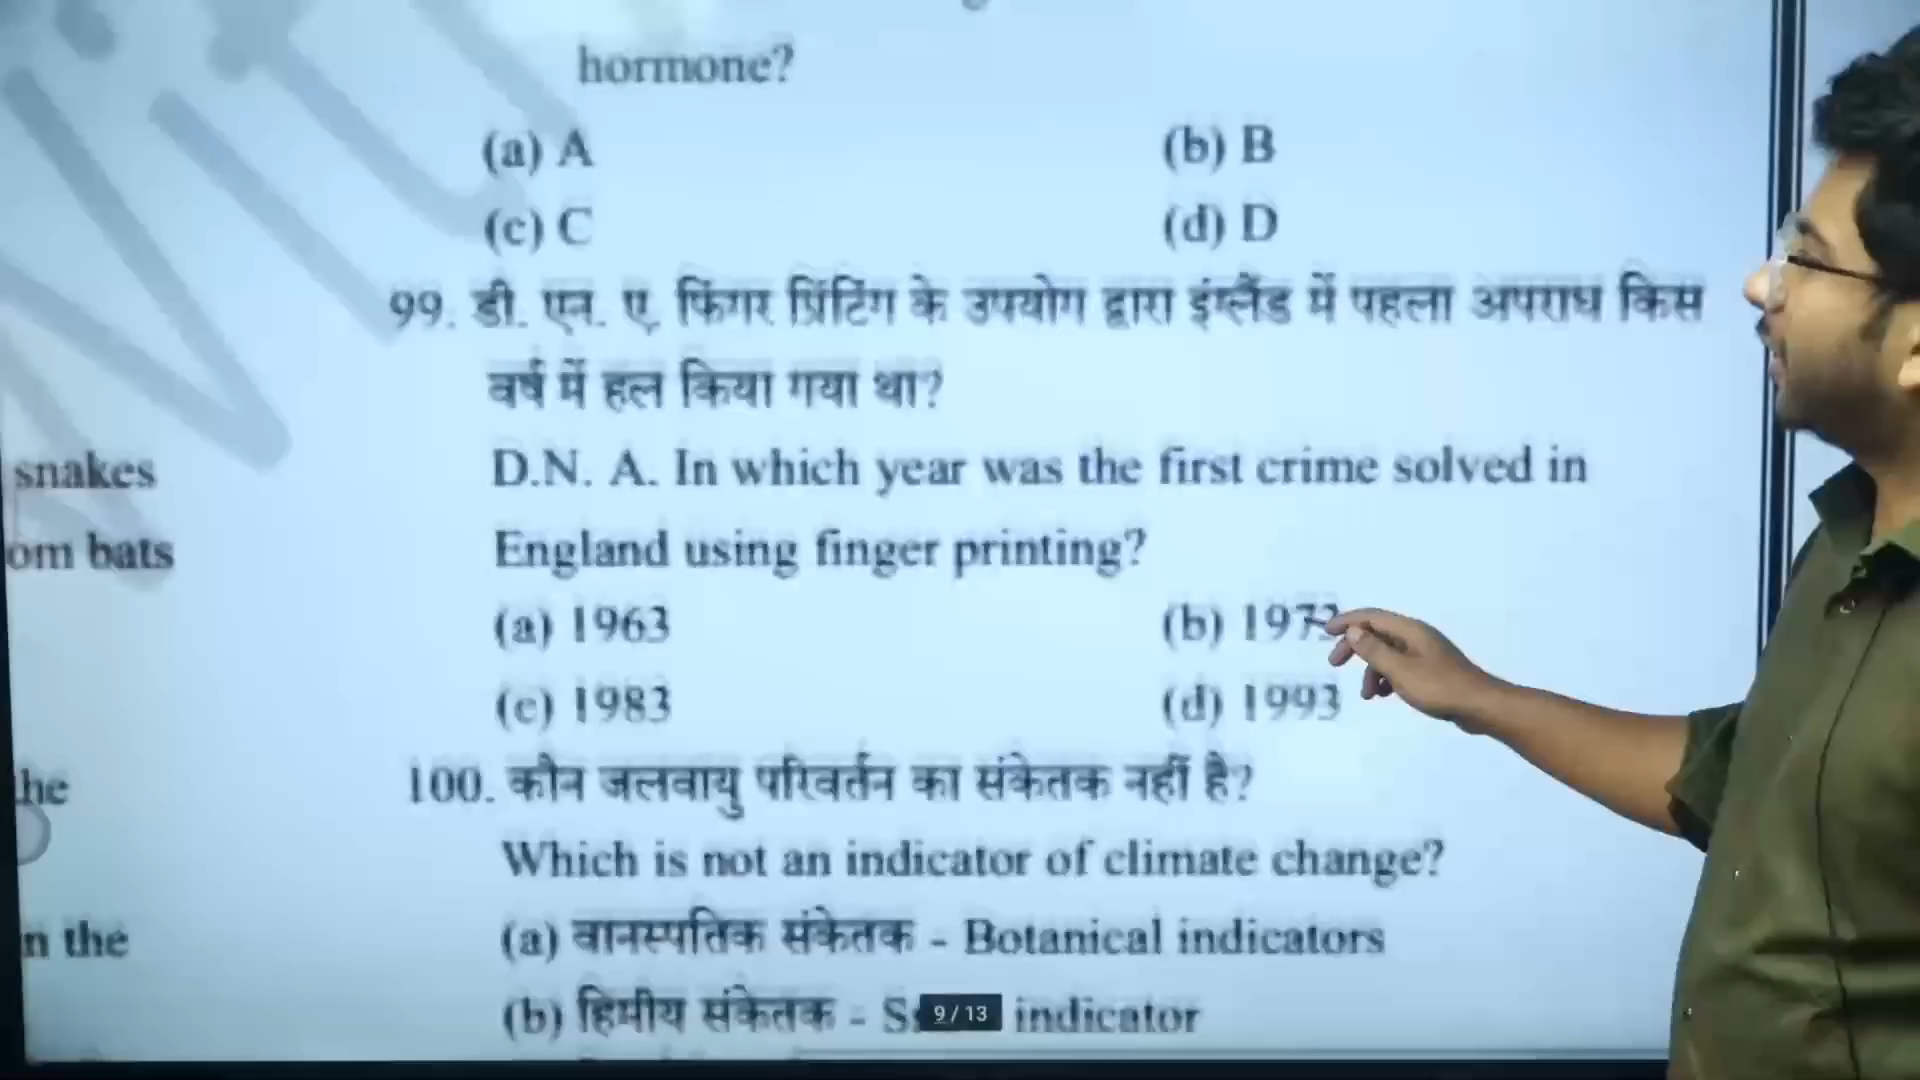 hormone?
(a) A
(b) B
(c) C
(d) D
99. डी. एन. ए. फिंगर प्रिंटिंग के उपयोग द्वारा इंग्लैंड में पहला अपराध किस
वर्ष में हल किया गया था?
snakes
D.N. A. In which year was the first crime solved in
om bats
England using finger printing?
(a) 1963
(b) 1973
(c) 1983
(d) 1993
the
100. कौन जलवायु परिवर्तन का संकेतक नहीं है?
Which is not an indicator of climate change?
n the
(a) वानस्पतिक संकेतक - Botanical indicators
(b) हिमीय संकेतक - indicator
9 / 13